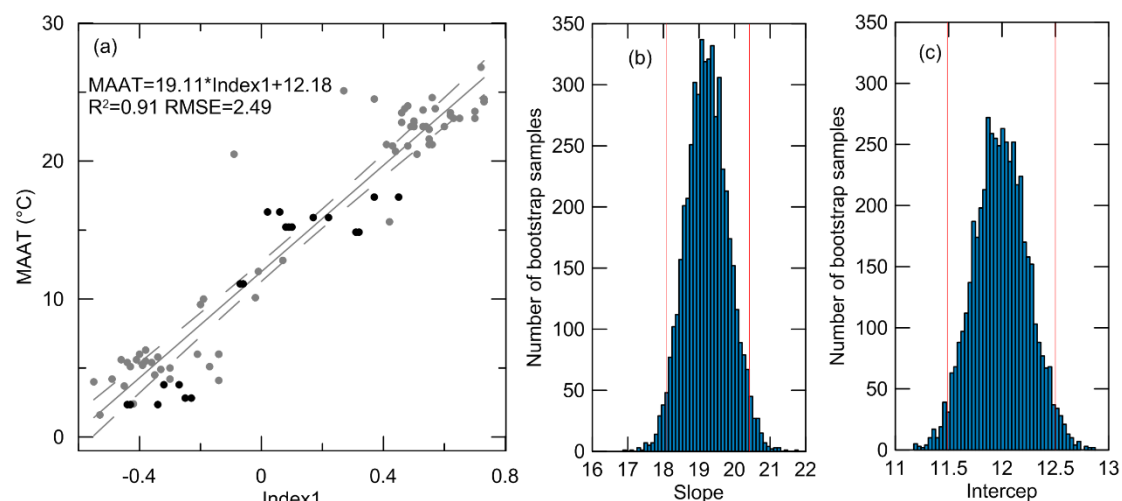 (a)
MAAT=19.11*Index1+12.18
R²=0.91 RMSE=2.49
MAAT (°C)
30
20
10
0
-0.4 0 0.4 0.8
Index1
(b)
Number of bootstrap samples
350
300
250
200
150
100
50
0
16 17 18 19 20 21 22
Slope
(c)
Number of bootstrap samples
350
300
250
200
150
100
50
0
11 11.5 12 12.5 13
Intercep